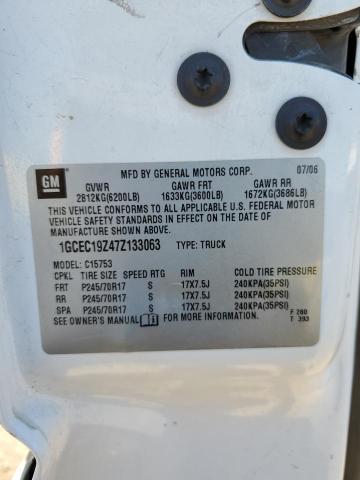 MFD BY GENERAL MOTORS CORP. 07/06
GM GVWR GAWR FRT GAWR RR
2812KG(6200LB) 1633KG(3600LB) 1672KG(3686LB)
THIS VEHICLE CONFORMS TO ALL APPLICABLE U.S. FEDERAL MOTOR
VEHICLE SAFETY STANDARDS IN EFFECT ON THE DATE OF
MANUFACTURE SHOWN ABOVE.
1GCEC19Z47Z133063 TYPE: TRUCK
MODEL: C15753
CPKL TIRE SIZE SPEED RTG RIM COLD TIRE PRESSURE
FRT P245/70R17 S 17X7.5J 240KPA(35PSI)
RR P245/70R17 S 17X7.5J 240KPA(35PSI)
SPA P245/70R17 S 17X7.5J 240KPA(35PSI)
SEE OWNER'S MANUAL FOR MORE INFORMATION F 280
T 393